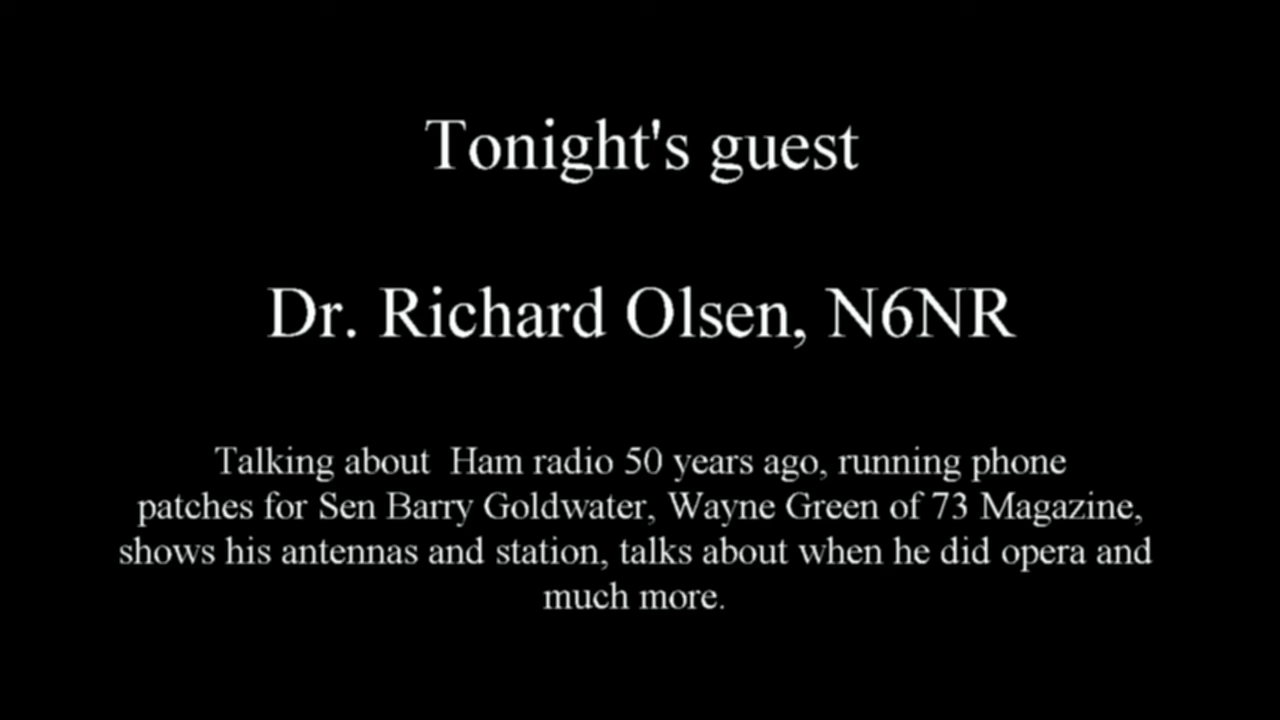 Tonight's guest
Dr. Richard Olsen, N6NR
Talking about  Ham radio 50 years ago, running phone
patches for Sen Barry Goldwater, Wayne Green of 73 Magazine,
shows his antennas and station, talks about when he did opera and
much more.